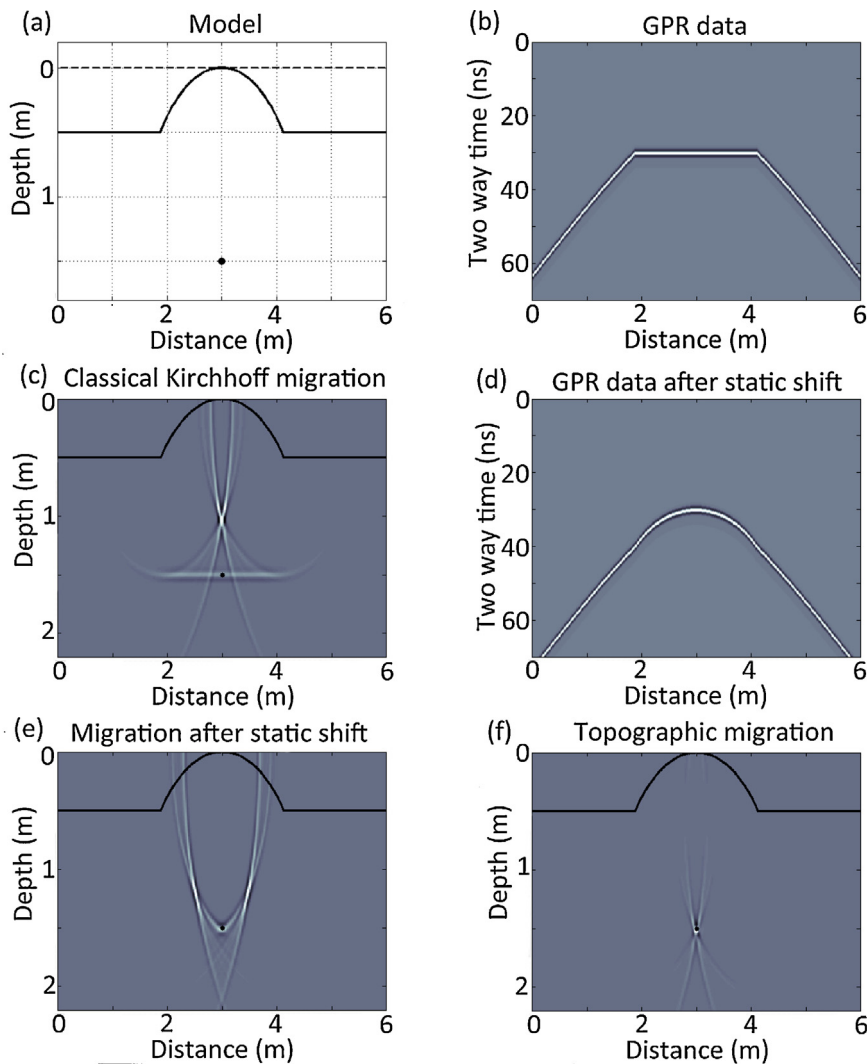 (a) Model
0
1
Depth (m)
0 2 4 6
Distance (m)
(b) GPR data
0
20
40
60
Two way time (ns)
0 2 4 6
Distance (m)
(c) Classical Kirchhoff migration
0
1
2
Depth (m)
0 2 4 6
Distance (m)
(d) GPR data after static shift
0
20
40
60
Two way time (ns)
0 2 4 6
Distance (m)
(e) Migration after static shift
0
1
2
Depth (m)
0 2 4 6
Distance (m)
(f) Topographic migration
0
1
2
Depth (m)
0 2 4 6
Distance (m)